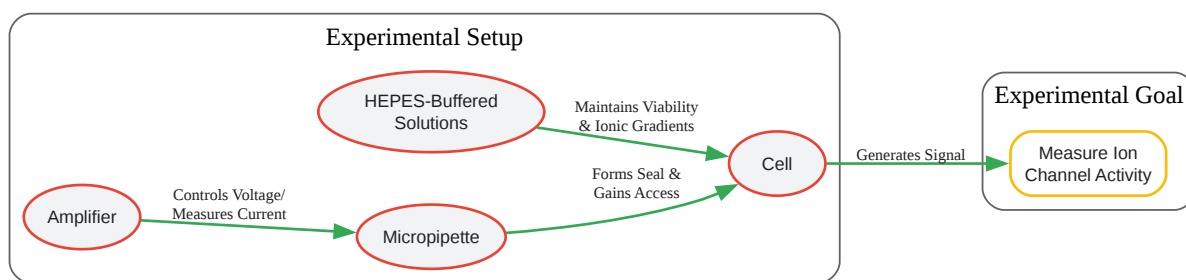 Experimental Setup
HEPES-Buffered
Solutions
Maintains Viability
& Ionic Gradients
Amplifier
Controls Voltage/
Measures Current
Micropipette
Forms Seal &
Gains Access
Cell
Generates Signal
Experimental Goal
Measure Ion
Channel Activity